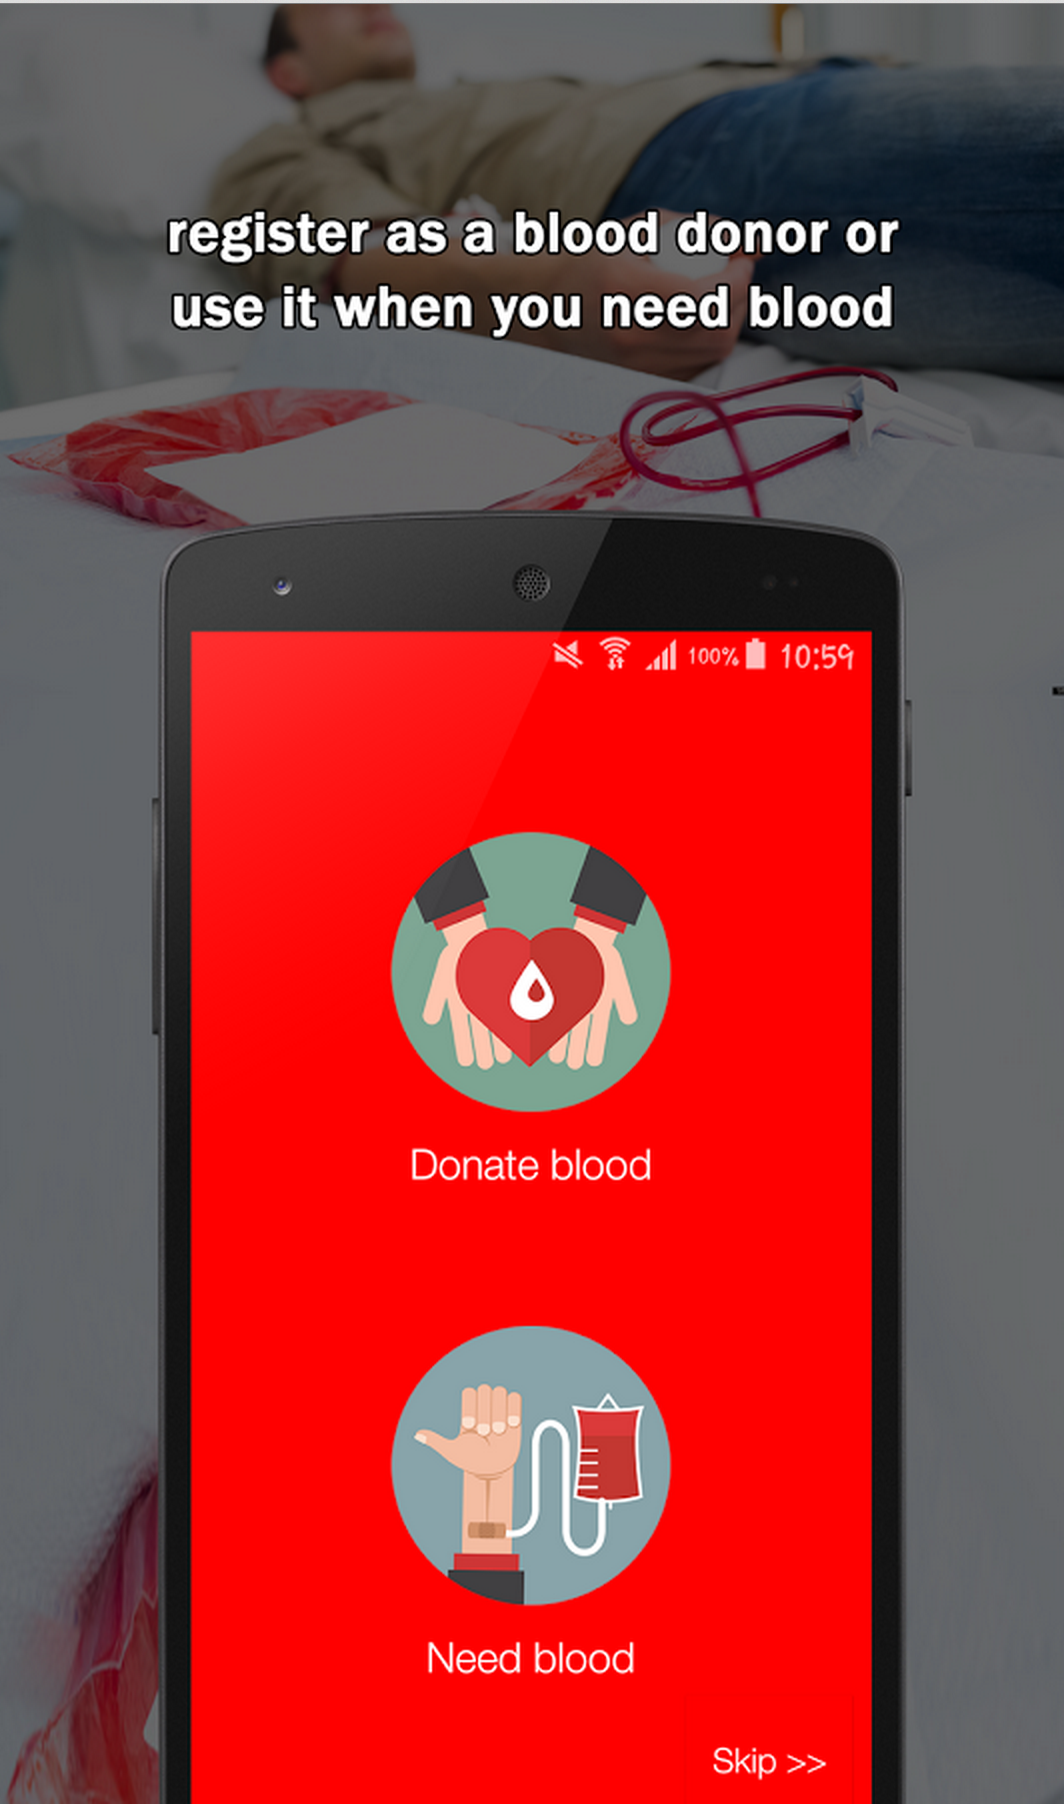 register as a blood donor or
use it when you need blood
100% 10:59
Donate blood
Need blood
Skip >>